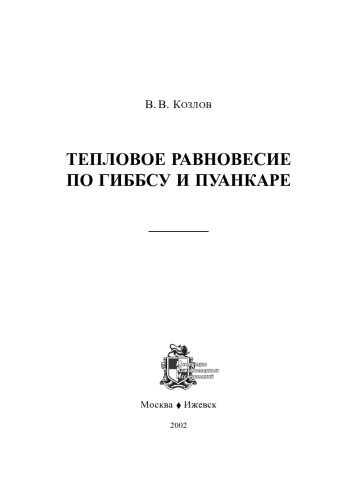 В. В. Козлов
ТЕПЛОВОЕ РАВНОВЕСИЕ
ПО ГИББСУ И ПУАНКАРЕ
Москва ♦ Ижевск
2002